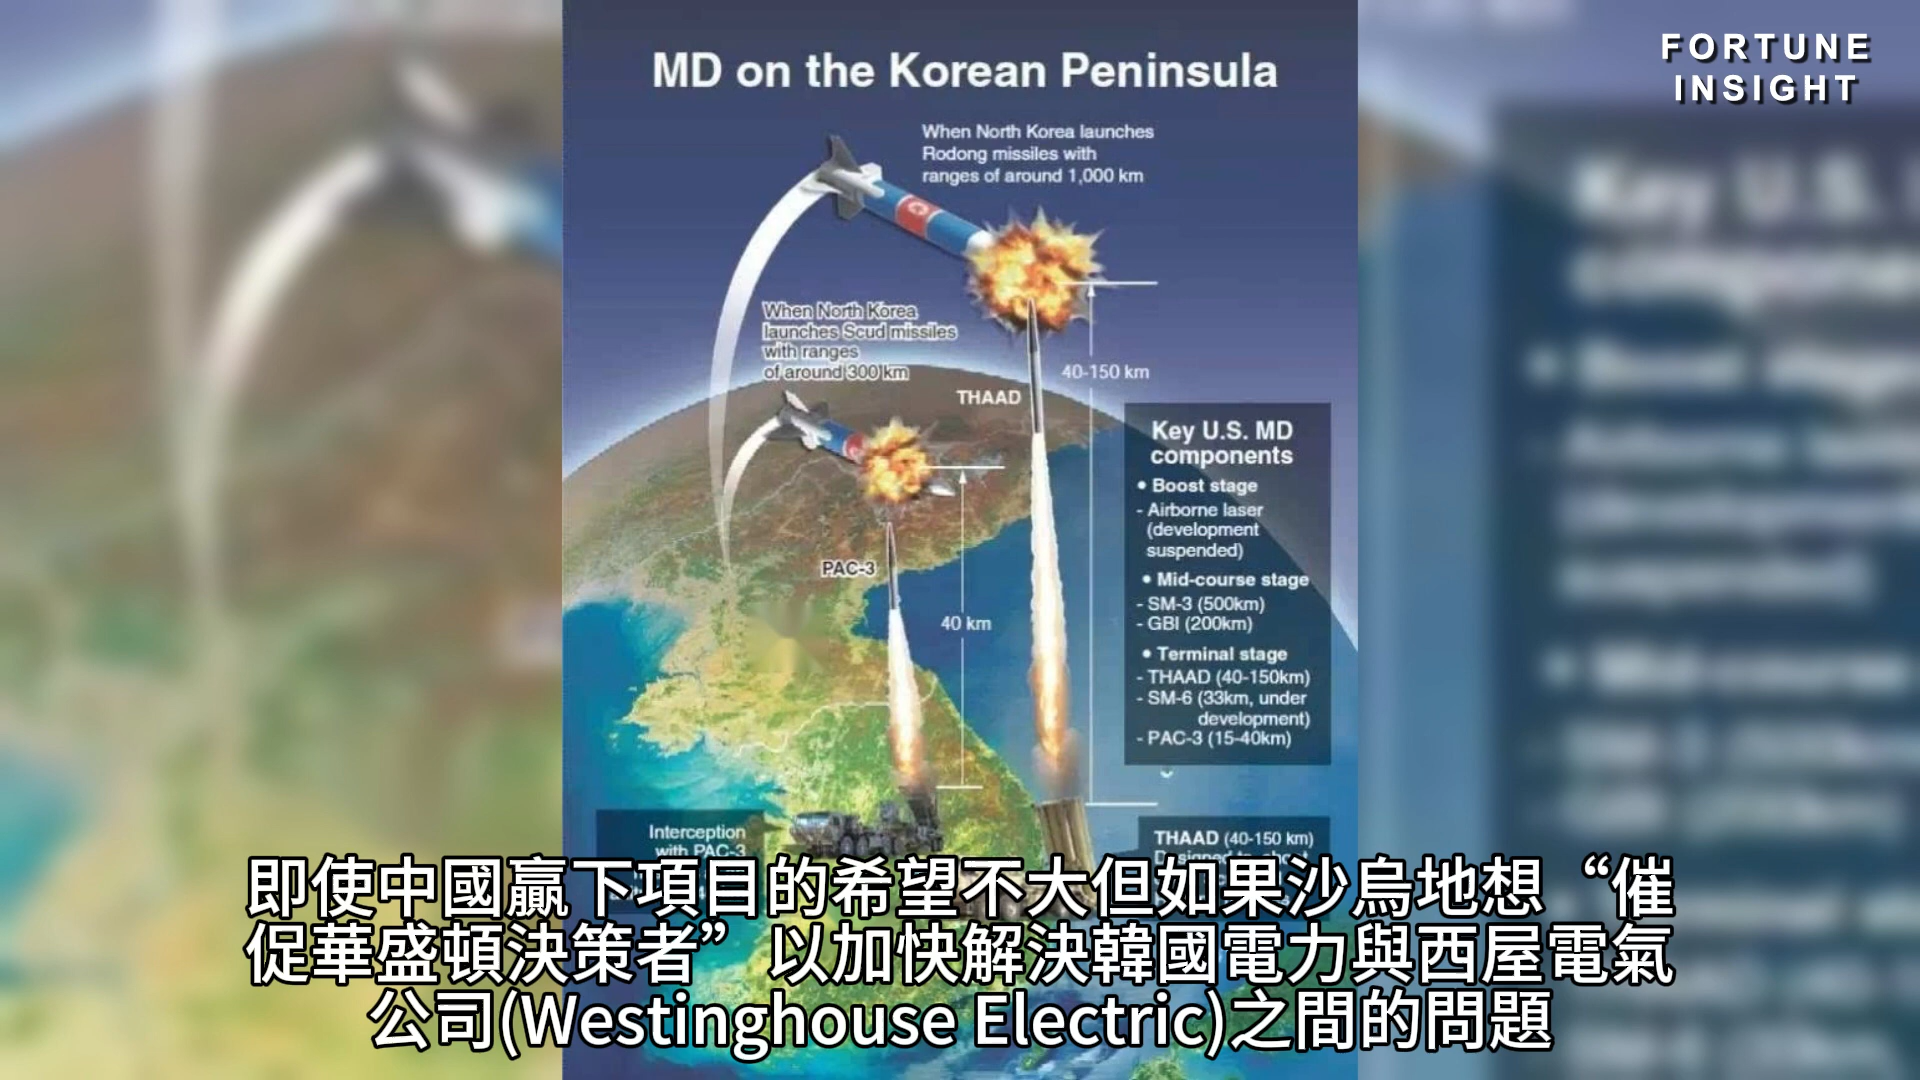 FORTUNE
INSIGHT
MD on the Korean Peninsula
When North Korea launches
Rodong missiles with
ranges of around 1,000 km
When North Korea
launches Scud missiles
with ranges
of around 300 km
40-150 km
THAAD
Key U.S. MD
components
• Boost stage
- Airborne laser
(development
suspended)
• Mid-course stage
- SM-3 (500km)
- GBI (200km)
• Terminal stage
- THAAD (40-150km)
- SM-6 (33km, under
development)
- PAC-3 (15-40km)
PAC-3
40 km
Interception
with PAC-3
THAAD (40-150 km)
即使中國贏下項目的希望不大但如果沙烏地想“催
促華盛頓決策者”以加快解決韓國電力與西屋電氣
公司(Westinghouse Electric)之間的問題